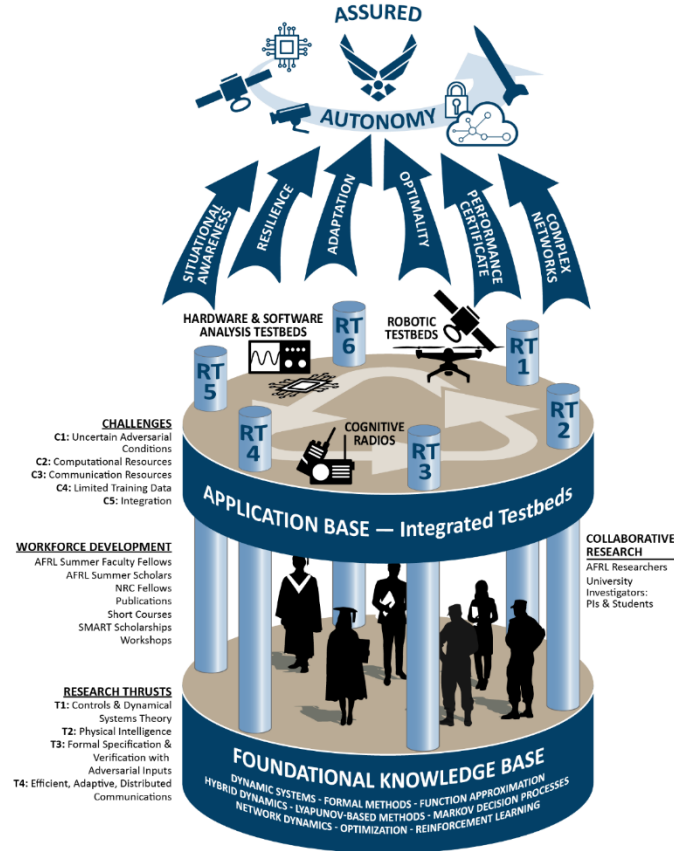 ASSURED
AUTONOMY
SITUATIONAL
AWARENESS
RESILIENCE
ADAPTATION
OPTIMALITY
PERFORMANCE
CERTIFICATE
COMPLEX
NETWORKS
HARDWARE & SOFTWARE
ANALYSIS TESTBEDS
ROBOTIC
TESTBEDS
RT
6
RT
1
RT
5
RT
2
RT
4
RT
3
COGNITIVE
RADIOS
CHALLENGES
C1: Uncertain Adversarial
Conditions
C2: Computational Resources
C3: Communication Resources
C4: Limited Training Data
C5: Integration
APPLICATION BASE — Integrated Testbeds
WORKFORCE DEVELOPMENT
AFRL Summer Faculty Fellows
AFRL Summer Scholars
NRC Fellows
Publications
Short Courses
SMART Scholarships
Workshops
COLLABORATIVE
RESEARCH
AFRL Researchers
University
Investigators:
PIs & Students
RESEARCH THRUSTS
T1: Controls & Dynamical
Systems Theory
T2: Physical Intelligence
T3: Formal Specification &
Verification with
Adversarial Inputs
T4: Efficient, Adaptive, Distributed
Communications
FOUNDATIONAL KNOWLEDGE BASE
DYNAMIC SYSTEMS - FORMAL METHODS - FUNCTION APPROXIMATION
HYBRID DYNAMICS - LYAPUNOV-BASED METHODS - MARKOV DECISION PROCESSES
NETWORK DYNAMICS - OPTIMIZATION - REINFORCEMENT LEARNING